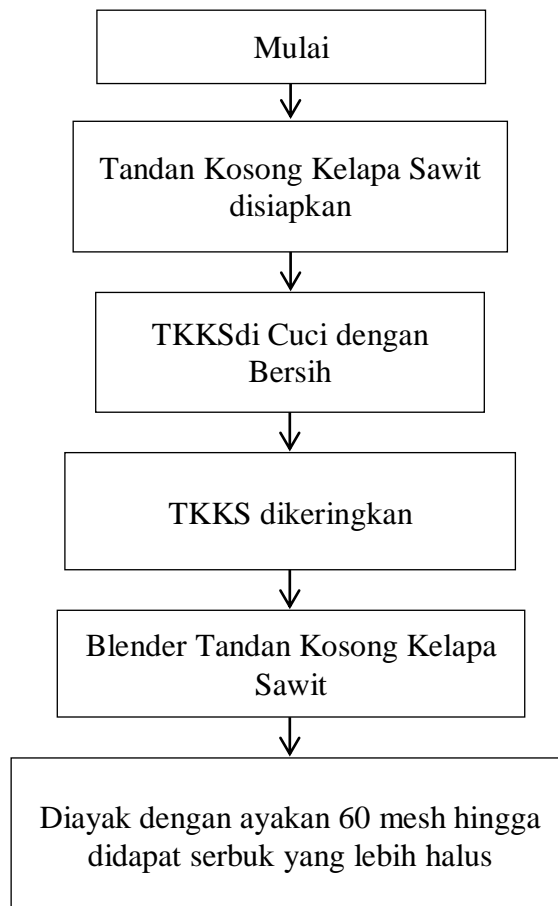 Mulai
Tandan Kosong Kelapa Sawit
disiapkan
TKKSdi Cuci dengan
Bersih
TKKS dikeringkan
Blender Tandan Kosong Kelapa
Sawit
Diayak dengan ayakan 60 mesh hingga
didapat serbuk yang lebih halus